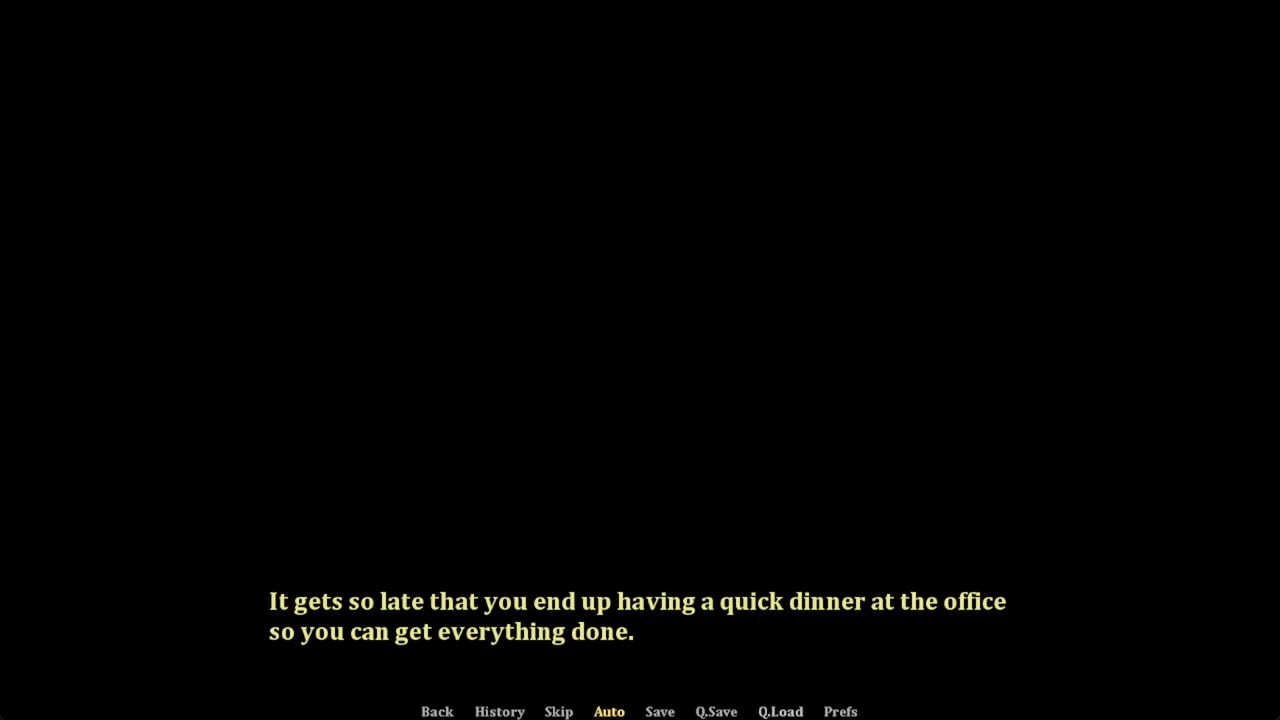 It gets so late that you end up having a quick dinner at the office
so you can get everything done.
Back History Skip Auto Save Q.Save Q.Load Prefs